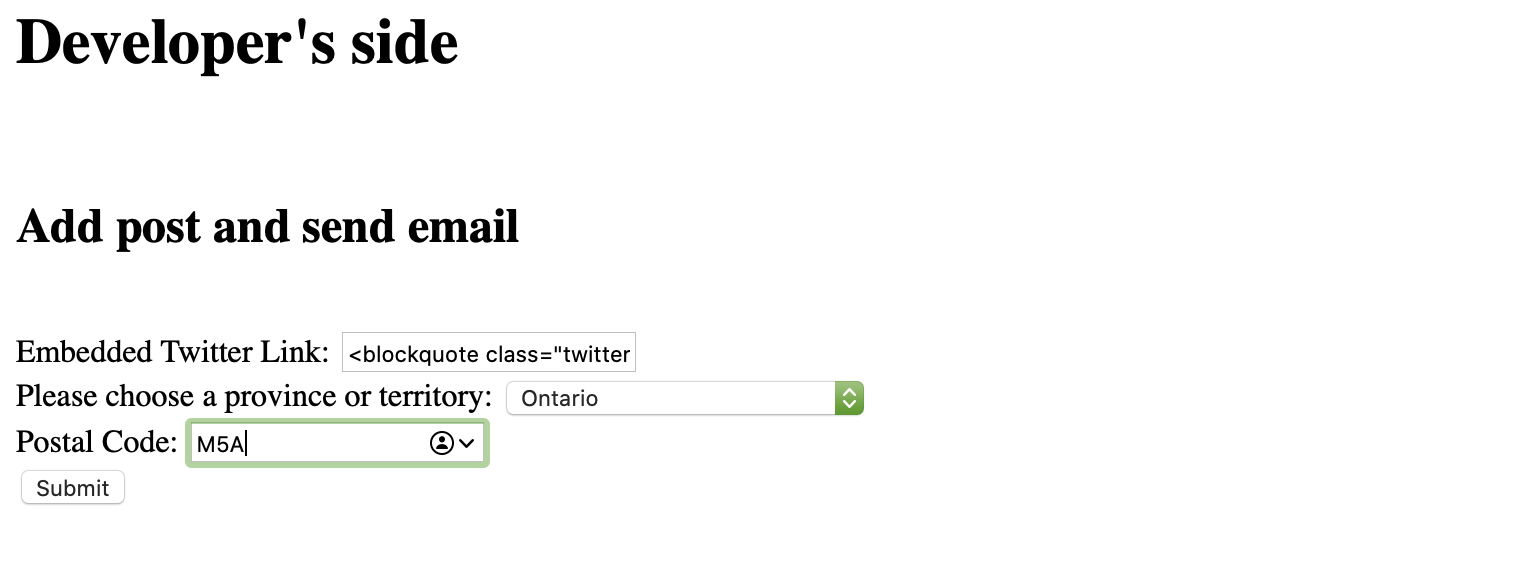 Developer's side
Add post and send email
Embedded Twitter Link: <blockquote class="twitter
Please choose a province or territory: Ontario
Postal Code: M5A
Submit